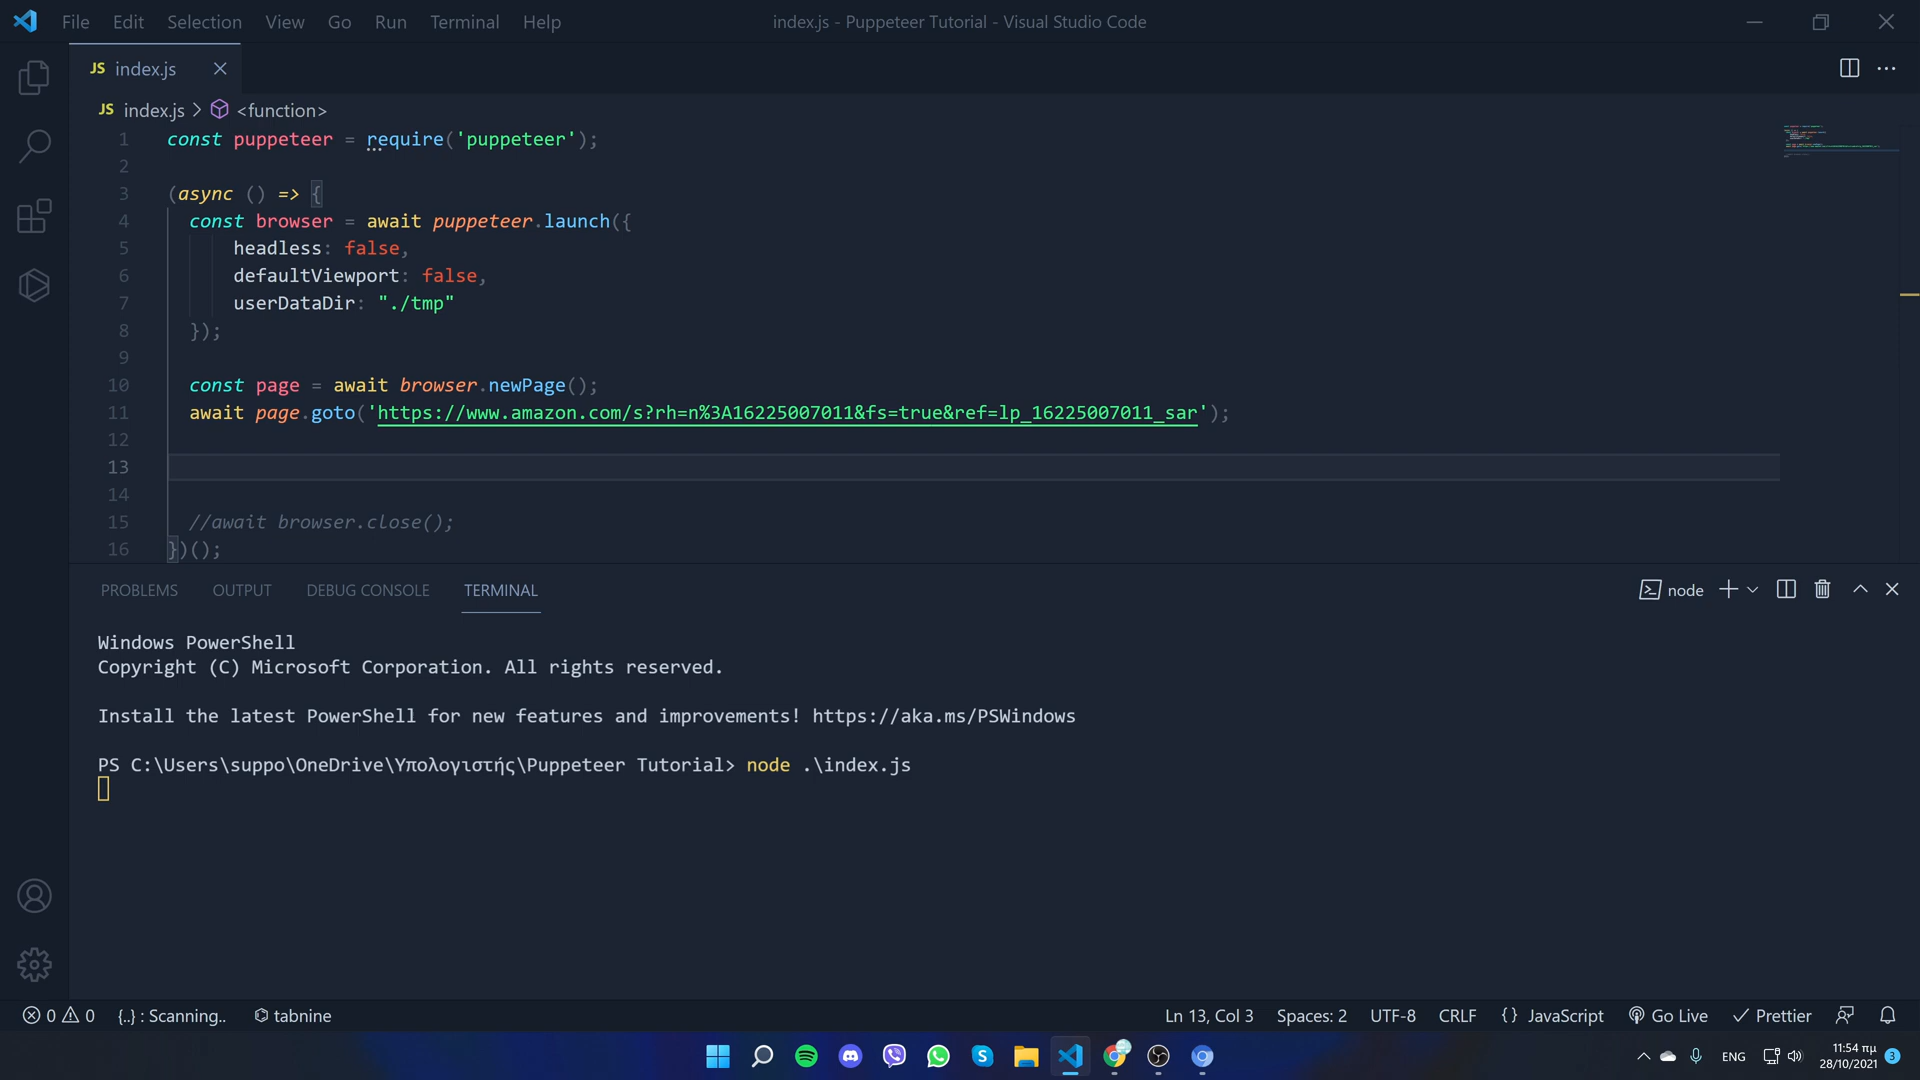 File Edit Selection View Go Run Terminal Help
index.js - Puppeteer Tutorial - Visual Studio Code
JS index.js
JS index.js > <function>
1 const puppeteer = require('puppeteer');
2
3 (async () => {
4 const browser = await puppeteer.launch({
5 headless: false,
6 defaultViewport: false,
7 userDataDir: "./tmp"
8 });
9
10 const page = await browser.newPage();
11 await page.goto('https://www.amazon.com/s?rh=n%3A16225007011&fs=true&ref=lp_16225007011_sar');
12
13
14
15 //await browser.close();
16 })();
PROBLEMS OUTPUT DEBUG CONSOLE TERMINAL
node
Windows PowerShell
Copyright (C) Microsoft Corporation. All rights reserved.
Install the latest PowerShell for new features and improvements! https://aka.ms/PSWindows
PS C:\Users\suppo\OneDrive\Υπολογιστής\Puppeteer Tutorial> node .\index.js
0 0 {..} : Scanning.. tabnine
Ln 13, Col 3 Spaces: 2 UTF-8 CRLF {} JavaScript Go Live Prettier
ENG
11:54 πμ
28/10/2021
3